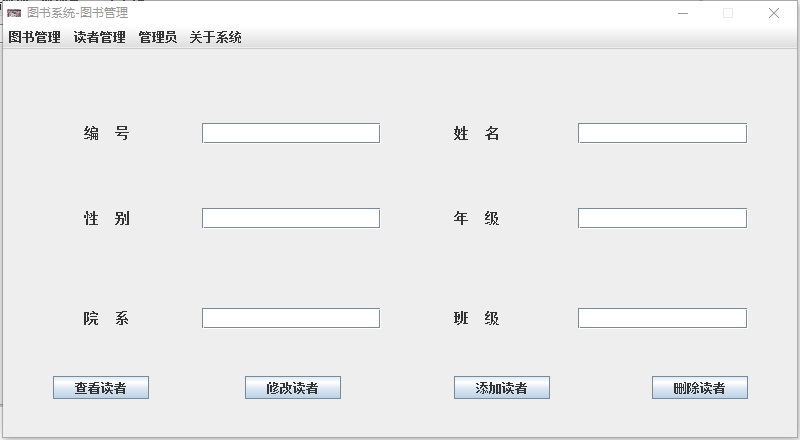 图书系统-图书管理
图书管理 读者管理 管理员 关于系统
编 号 姓 名
性 别 年 级
院 系 班 级
查看读者 修改读者 添加读者 删除读者